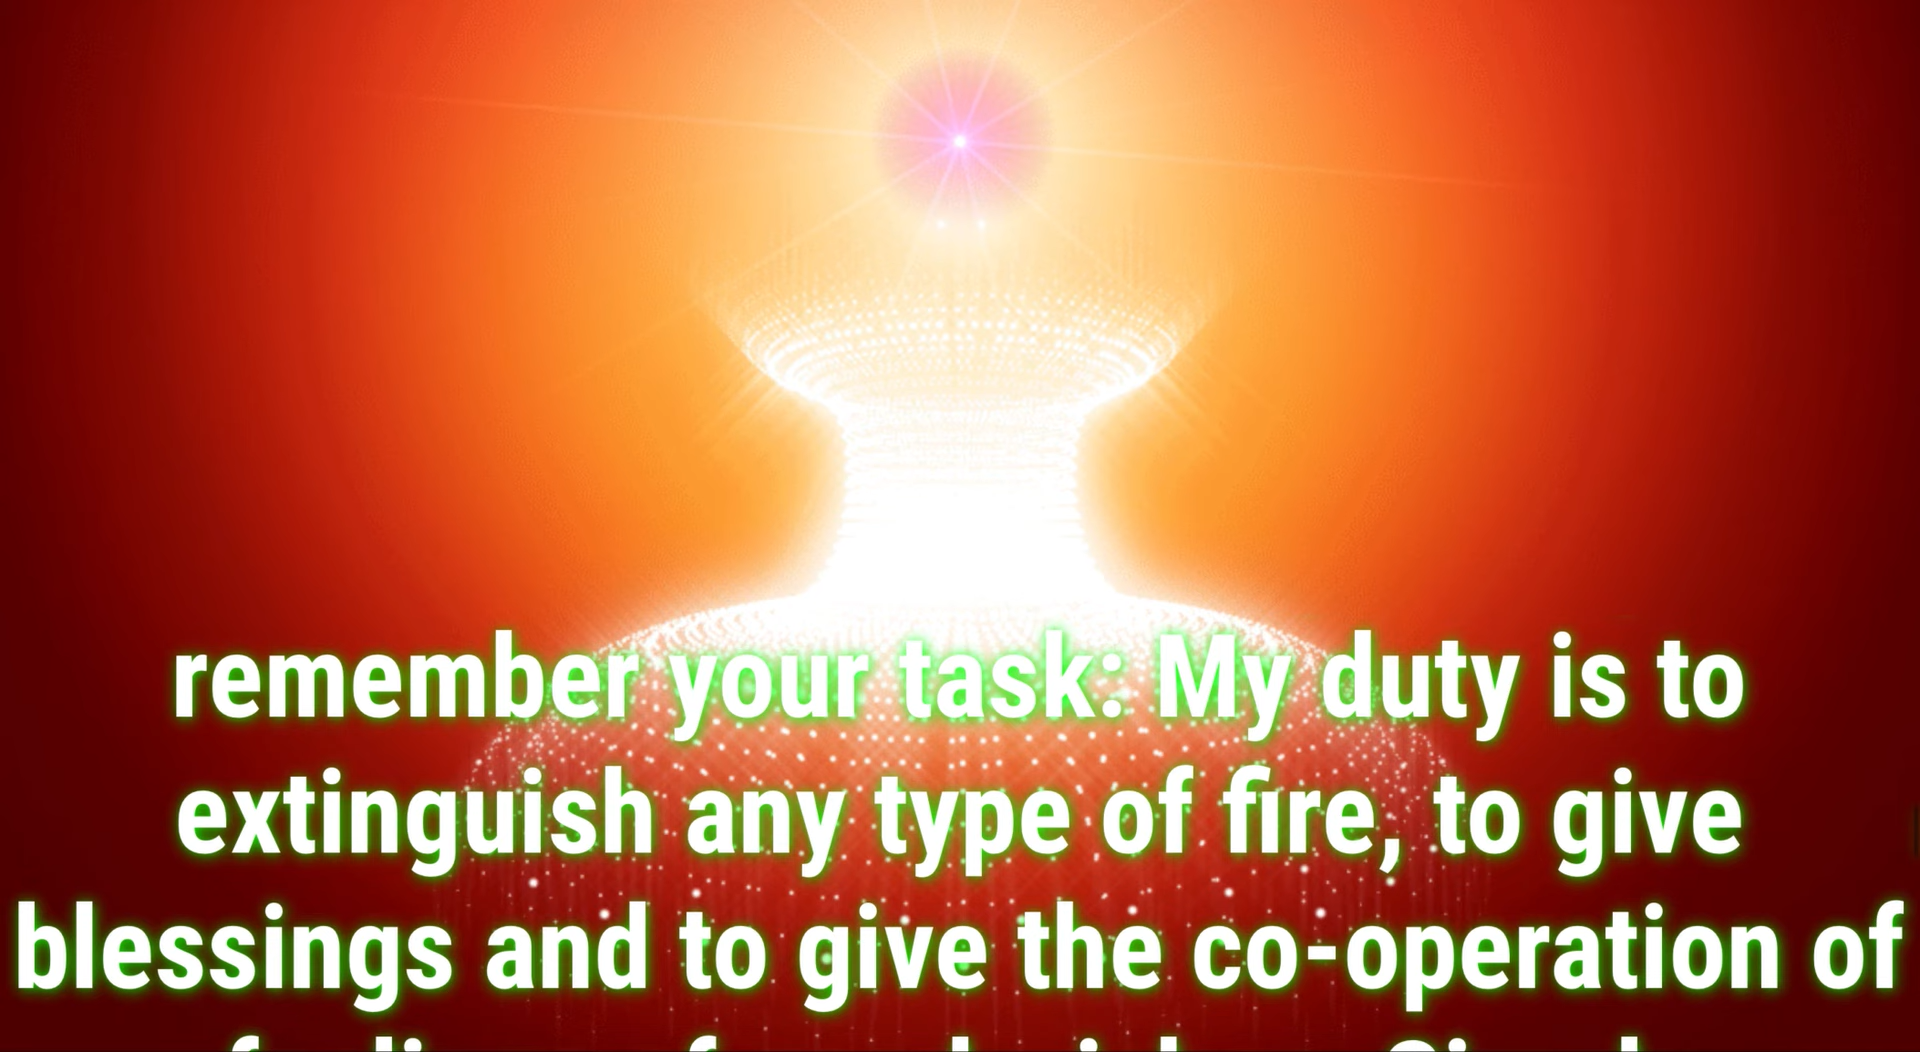 remember your task: My duty is to
extinguish any type of fire, to give
blessings and to give the co-operation of